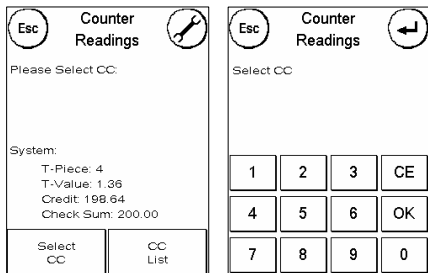 Esc
Counter
Readings
Please Select CC:
System:
T-Piece: 4
T-Value: 1.36
Credit: 198.64
Check Sum: 200.00
Select
CC
CC
List
Esc
Counter
Readings
Select CC
1 2 3 CE
4 5 6 OK
7 8 9 0